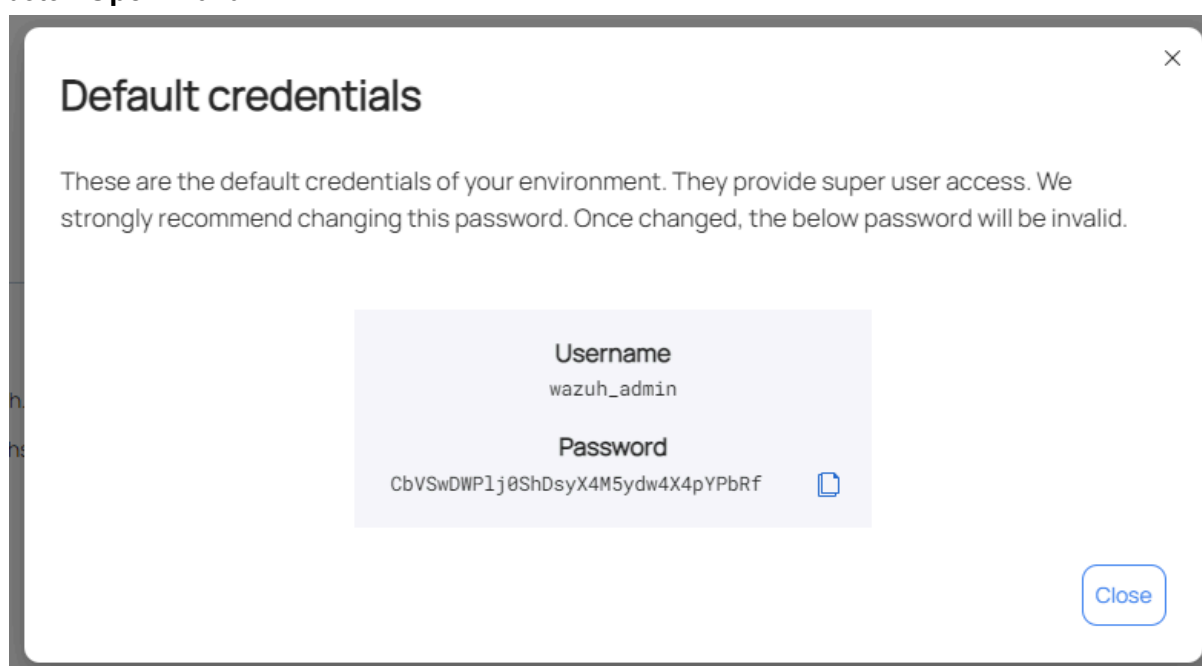 Default credentials
These are the default credentials of your environment. They provide super user access. We
strongly recommend changing this password. Once changed, the below password will be invalid.
Username
wazuh_admin
Password
CbVSwDWPlj0ShDsyX4M5ydw4X4pYPbRf
Close